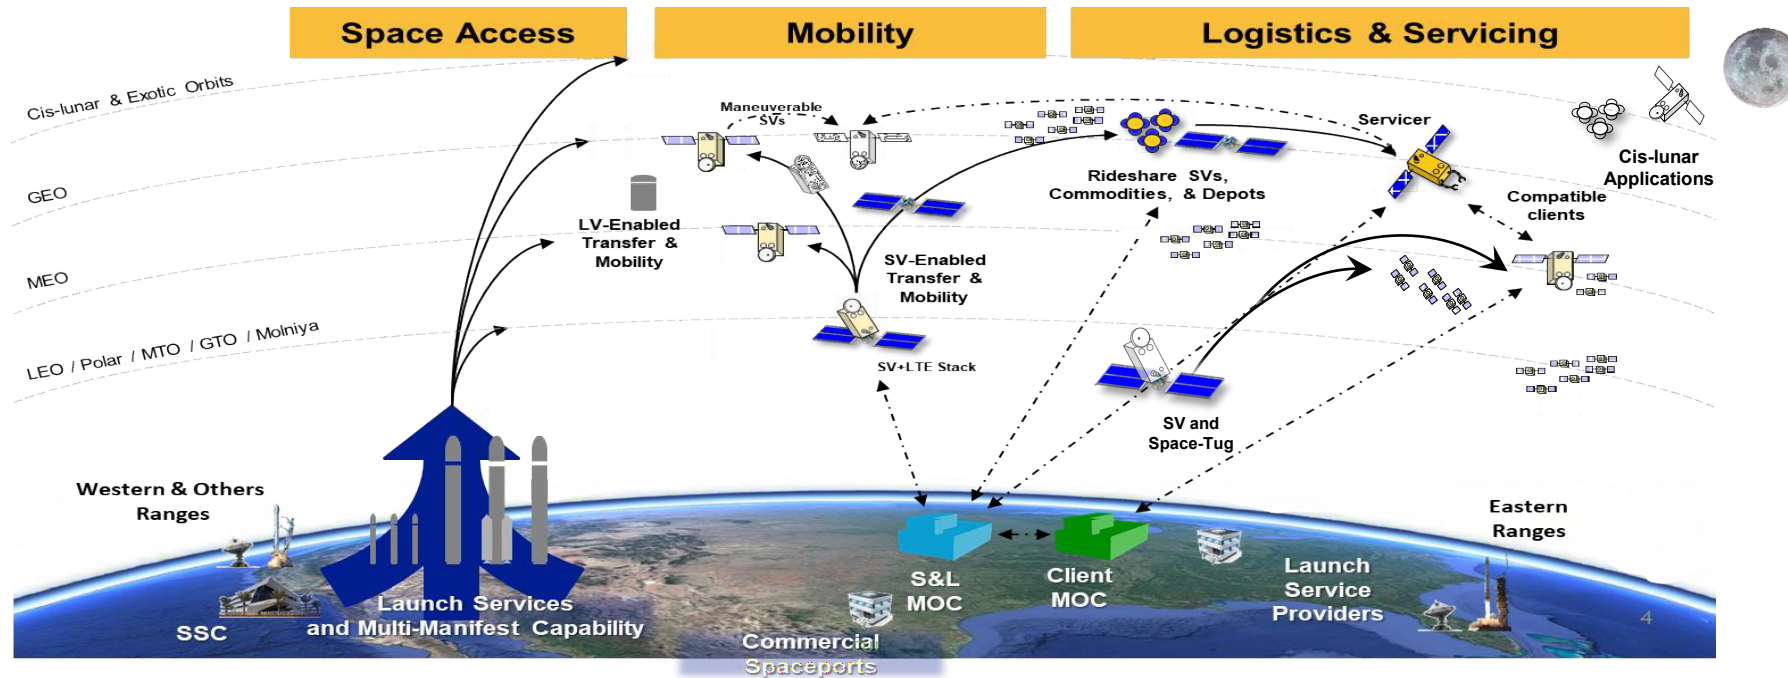 Space Access
Mobility
Logistics & Servicing
Cis-lunar & Exotic Orbits
GEO
MEO
LEO / Polar / MTO / GTO / Molniya
Maneuverable
SVs
LV-Enabled
Transfer &
Mobility
SV-Enabled
Transfer &
Mobility
SV+LTE Stack
Rideshare SVs,
Commodities, & Depots
Servicer
Compatible
clients
Cis-lunar
Applications
SV and
Space-Tug
Western & Others
Ranges
SSC
Launch Services
and Multi-Manifest Capability
S&L
MOC
Client
MOC
Commercial
Spaceports
Launch
Service
Providers
Eastern
Ranges
4